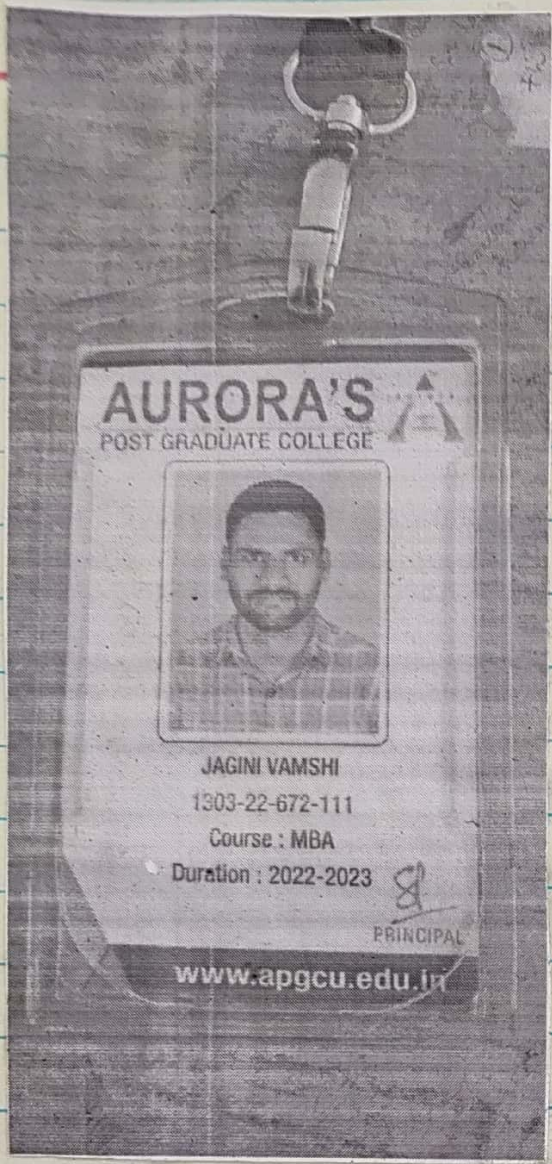 AURORA'S
POST GRADUATE COLLEGE
JAGINI VAMSHI
1303-22-672-111
Course : MBA
Duration : 2022-2023
PRINCIPAL
www.apgcu.edu.in